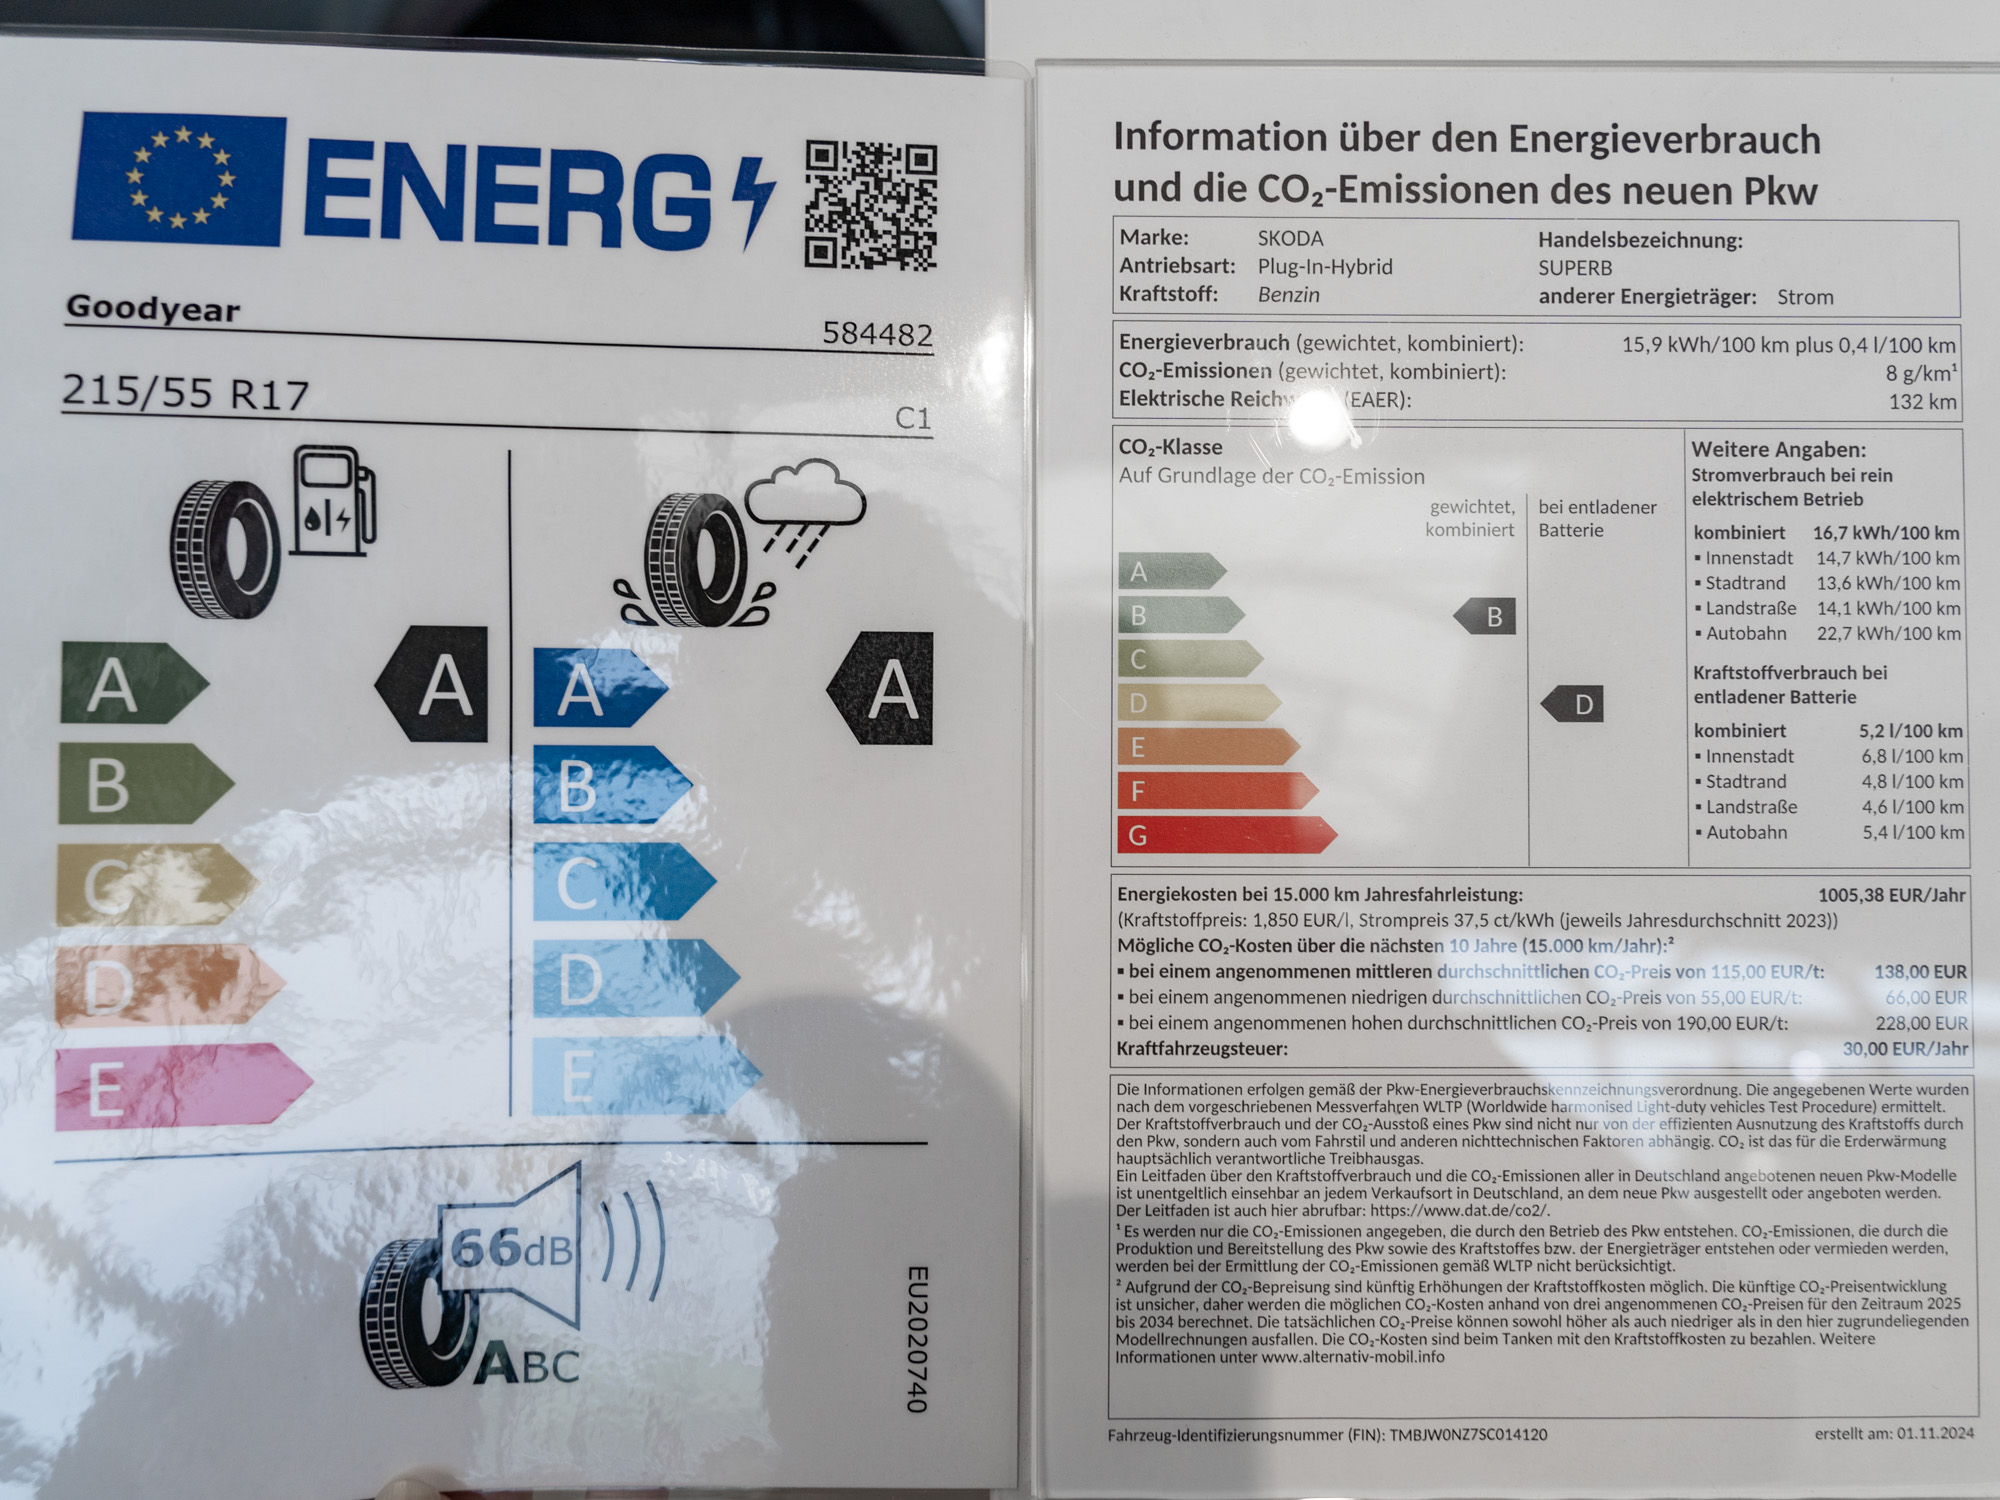 ENERG
Goodyear
584482
215/55 R17
C1
A
B
C
D
E
A
A
B
C
D
E
A
66dB
ABC
EU2020740
Information über den Energieverbrauch
und die CO₂-Emissionen des neuen Pkw
Marke: SKODA
Handelsbezeichnung:
Antriebsart: Plug-In-Hybrid
SUPERB
Kraftstoff: Benzin
anderer Energieträger: Strom
Energieverbrauch (gewichtet, kombiniert): 15,9 kWh/100 km plus 0,4 l/100 km
CO₂-Emissionen (gewichtet, kombiniert): 8 g/km¹
Elektrische (EAER): 132 km
CO₂-Klasse
Auf Grundlage der CO₂-Emission
gewichtet,
kombiniert
bei entladener
Batterie
A
B
C
D
E
F
G
B
D
Weitere Angaben:
Stromverbrauch bei rein
elektrischem Betrieb
kombiniert 16,7 kWh/100 km
▪ Innenstadt 14,7 kWh/100 km
▪ Stadtrand 13,6 kWh/100 km
▪ Landstraße 14,1 kWh/100 km
▪ Autobahn 22,7 kWh/100 km
Kraftstoffverbrauch bei
entladener Batterie
kombiniert 5,2 l/100 km
▪ Innenstadt 6,8 l/100 km
▪ Stadtrand 4,8 l/100 km
▪ Landstraße 4,6 l/100 km
▪ Autobahn 5,4 l/100 km
Energiekosten bei 15.000 km Jahresfahrleistung: 1005,38 EUR/Jahr
(Kraftstoffpreis: 1,850 EUR/l, Strompreis 37,5 ct/kWh (jeweils Jahresdurchschnitt 2023))
Mögliche CO₂-Kosten über die nächsten 10 Jahre (15.000 km/Jahr):²
▪ bei einem angenommenen mittleren durchschnittlichen CO₂-Preis von 115,00 EUR/t: 138,00 EUR
▪ bei einem angenommenen niedrigen durchschnittlichen CO₂-Preis von 55,00 EUR/t: 66,00 EUR
▪ bei einem angenommenen hohen durchschnittlichen CO₂-Preis von 190,00 EUR/t: 228,00 EUR
Kraftfahrzeugsteuer: 30,00 EUR/Jahr
Die Informationen erfolgen gemäß der Pkw-Energieverbrauchskennzeichnungsverordnung. Die angegebenen Werte wurden
nach dem vorgeschriebenen Messverfahren WLTP (Worldwide harmonised Light-duty vehicles Test Procedure) ermittelt.
Der Kraftstoffverbrauch und der CO₂-Ausstoß eines Pkw sind nicht nur von der effizienten Ausnutzung des Kraftstoffs durch
den Pkw, sondern auch vom Fahrstil und anderen nichttechnischen Faktoren abhängig. CO₂ ist das für die Erderwärmung
hauptsächlich verantwortliche Treibhausgas.
Ein Leitfaden über den Kraftstoffverbrauch und die CO₂-Emissionen aller in Deutschland angebotenen neuen Pkw-Modelle
ist unentgeltlich einsehbar an jedem Verkaufsort in Deutschland, an dem neue Pkw ausgestellt oder angeboten werden.
Der Leitfaden ist auch hier abrufbar: https://www.dat.de/co2/.
¹ Es werden nur die CO₂-Emissionen angegeben, die durch den Betrieb des Pkw entstehen. CO₂-Emissionen, die durch die
Produktion und Bereitstellung des Pkw sowie des Kraftstoffes bzw. der Energieträger entstehen oder vermieden werden,
werden bei der Ermittlung der CO₂-Emissionen gemäß WLTP nicht berücksichtigt.
² Aufgrund der CO₂-Bepreisung sind künftig Erhöhungen der Kraftstoffkosten möglich. Die künftige CO₂-Preisentwicklung
ist unsicher, daher werden die möglichen CO₂-Kosten anhand von drei angenommenen CO₂-Preisen für den Zeitraum 2025
bis 2034 berechnet. Die tatsächlichen CO₂-Preise können sowohl höher als auch niedriger als in den hier zugrundeliegenden
Modellrechnungen ausfallen. Die CO₂-Kosten sind beim Tanken mit den Kraftstoffkosten zu bezahlen. Weitere
Informationen unter www.alternativ-mobil.info
Fahrzeug-Identifizierungsnummer (FIN): TMBJW0NZ7SC014120
erstellt am: 01.11.2024